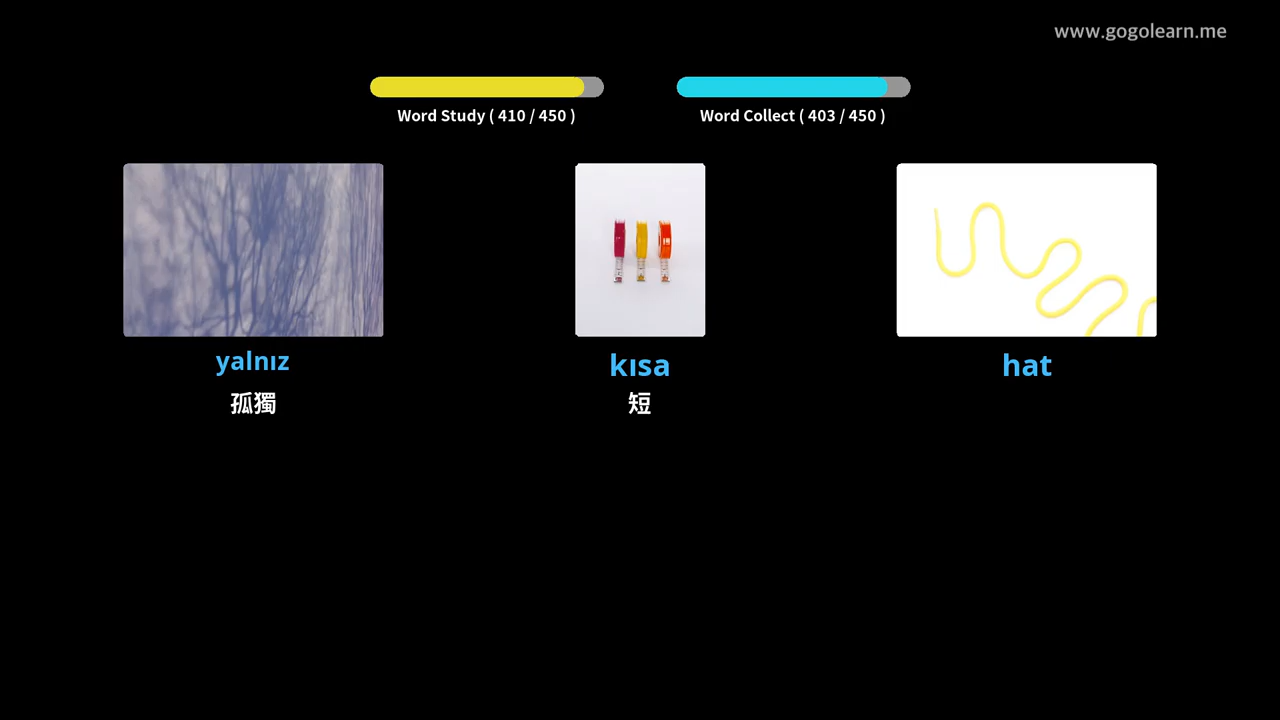 www.gogolearn.me
Word Study ( 410 / 450 )
Word Collect ( 403 / 450 )
yalnız
kısa
hat
孤獨
短